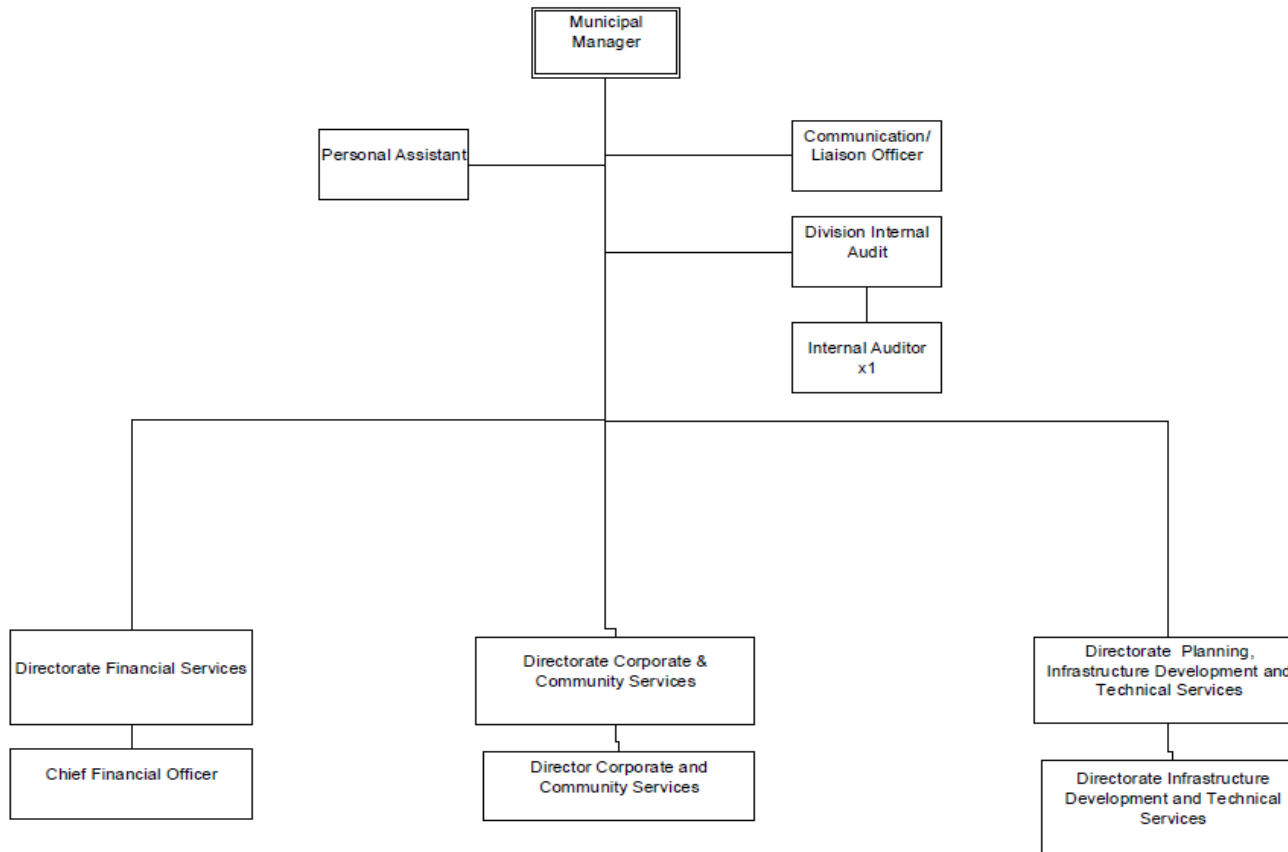 Municipal
Manager
Personal Assistant
Communication/
Liaison Officer
Division Internal
Audit
Internal Auditor
x1
Directorate Financial Services
Directorate Corporate &
Community Services
Directorate Planning,
Infrastructure Development and
Technical Services
Chief Financial Officer
Director Corporate and
Community Services
Directorate Infrastructure
Development and Technical
Services